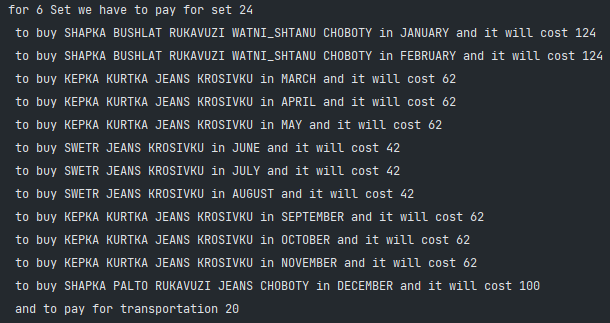 for 6 Set we have to pay for set 24
to buy SHAPKA BUSHLAT RUKAVUZI WATNI_SHTANU CHOBOTY in JANUARY and it will cost 124
to buy SHAPKA BUSHLAT RUKAVUZI WATNI_SHTANU CHOBOTY in FEBRUARY and it will cost 124
to buy KEPKA KURTKA JEANS KROSIVKU in MARCH and it will cost 62
to buy KEPKA KURTKA JEANS KROSIVKU in APRIL and it will cost 62
to buy KEPKA KURTKA JEANS KROSIVKU in MAY and it will cost 62
to buy SWETR JEANS KROSIVKU in JUNE and it will cost 42
to buy SWETR JEANS KROSIVKU in JULY and it will cost 42
to buy SWETR JEANS KROSIVKU in AUGUST and it will cost 42
to buy KEPKA KURTKA JEANS KROSIVKU in SEPTEMBER and it will cost 62
to buy KEPKA KURTKA JEANS KROSIVKU in OCTOBER and it will cost 62
to buy KEPKA KURTKA JEANS KROSIVKU in NOVEMBER and it will cost 62
to buy SHAPKA PALTO RUKAVUZI JEANS CHOBOTY in DECEMBER and it will cost 100
and to pay for transportation 20